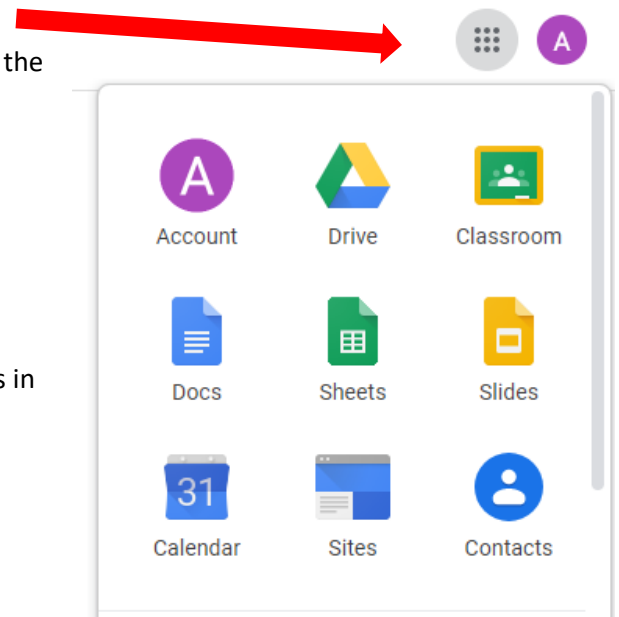 A
the
A
Account Drive Classroom
Docs Sheets Slides
s in
31
Calendar Sites Contacts